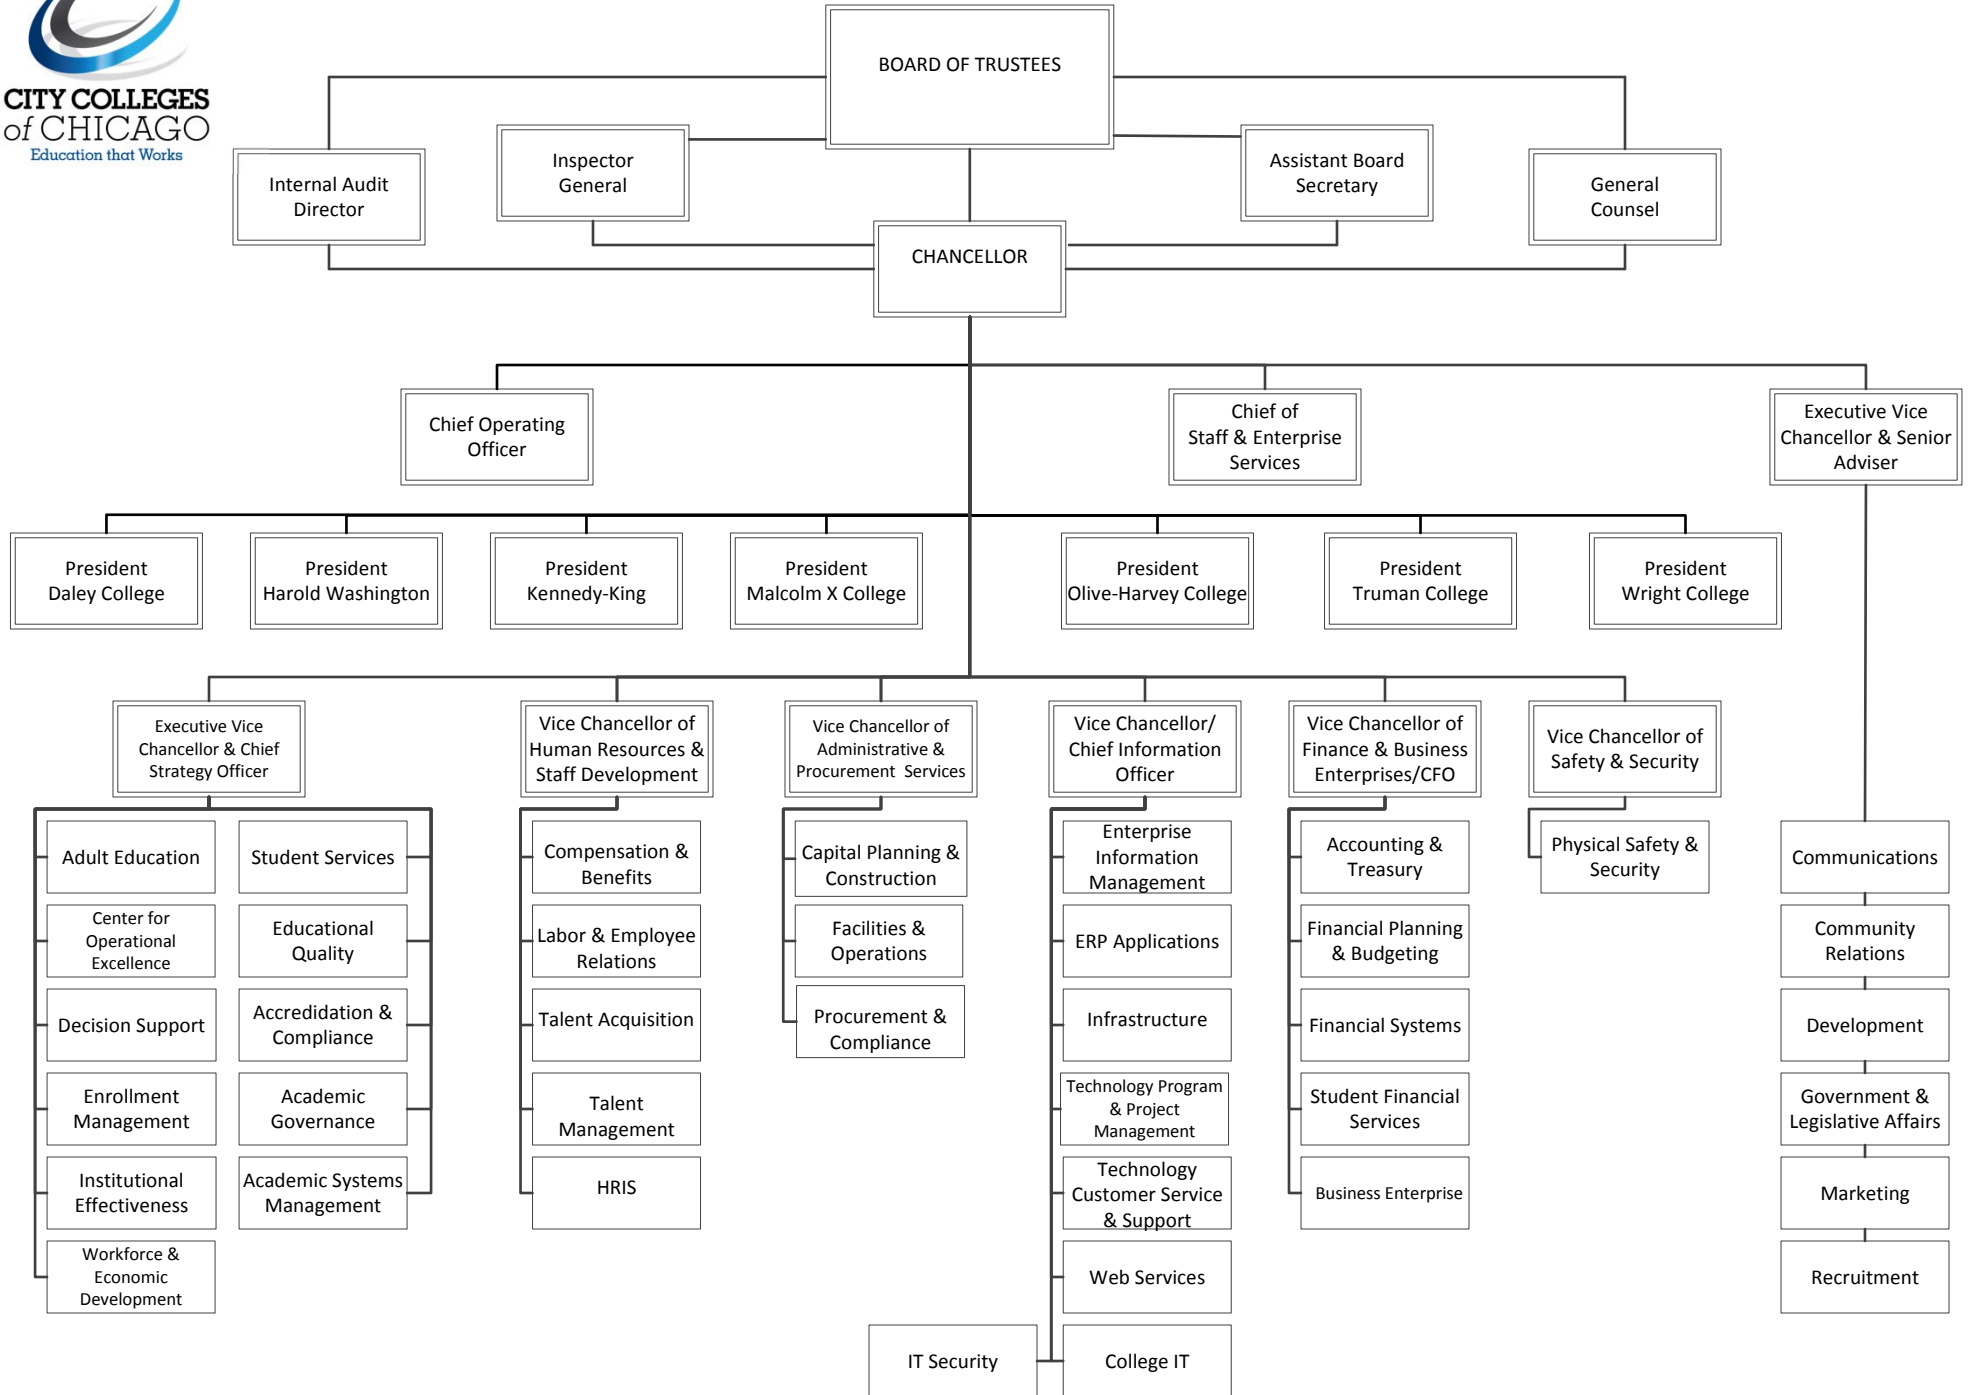 CITY COLLEGES
of CHICAGO
Education that Works
BOARD OF TRUSTEES
Internal Audit
Director
Inspector
General
Assistant Board
Secretary
General
Counsel
CHANCELLOR
Chief Operating
Officer
Chief of
Staff & Enterprise
Services
Executive Vice
Chancellor & Senior
Adviser
President
Daley College
President
Harold Washington
President
Kennedy-King
President
Malcolm X College
President
Olive-Harvey College
President
Truman College
President
Wright College
Executive Vice
Chancellor & Chief
Strategy Officer
Vice Chancellor of
Human Resources &
Staff Development
Vice Chancellor of
Administrative &
Procurement Services
Vice Chancellor/
Chief Information
Officer
Vice Chancellor of
Finance & Business
Enterprises/CFO
Vice Chancellor of
Safety & Security
Adult Education
Center for
Operational
Excellence
Decision Support
Enrollment
Management
Institutional
Effectiveness
Workforce &
Economic
Development
Student Services
Educational
Quality
Accredidation &
Compliance
Academic
Governance
Academic Systems
Management
Compensation &
Benefits
Labor & Employee
Relations
Talent Acquisition
Talent
Management
HRIS
Capital Planning &
Construction
Facilities &
Operations
Procurement &
Compliance
Enterprise
Information
Management
ERP Applications
Infrastructure
Technology Program
& Project
Management
Technology
Customer Service
& Support
Web Services
IT Security
College IT
Accounting &
Treasury
Financial Planning
& Budgeting
Financial Systems
Student Financial
Services
Business Enterprise
Physical Safety &
Security
Communications
Community
Relations
Development
Government &
Legislative Affairs
Marketing
Recruitment